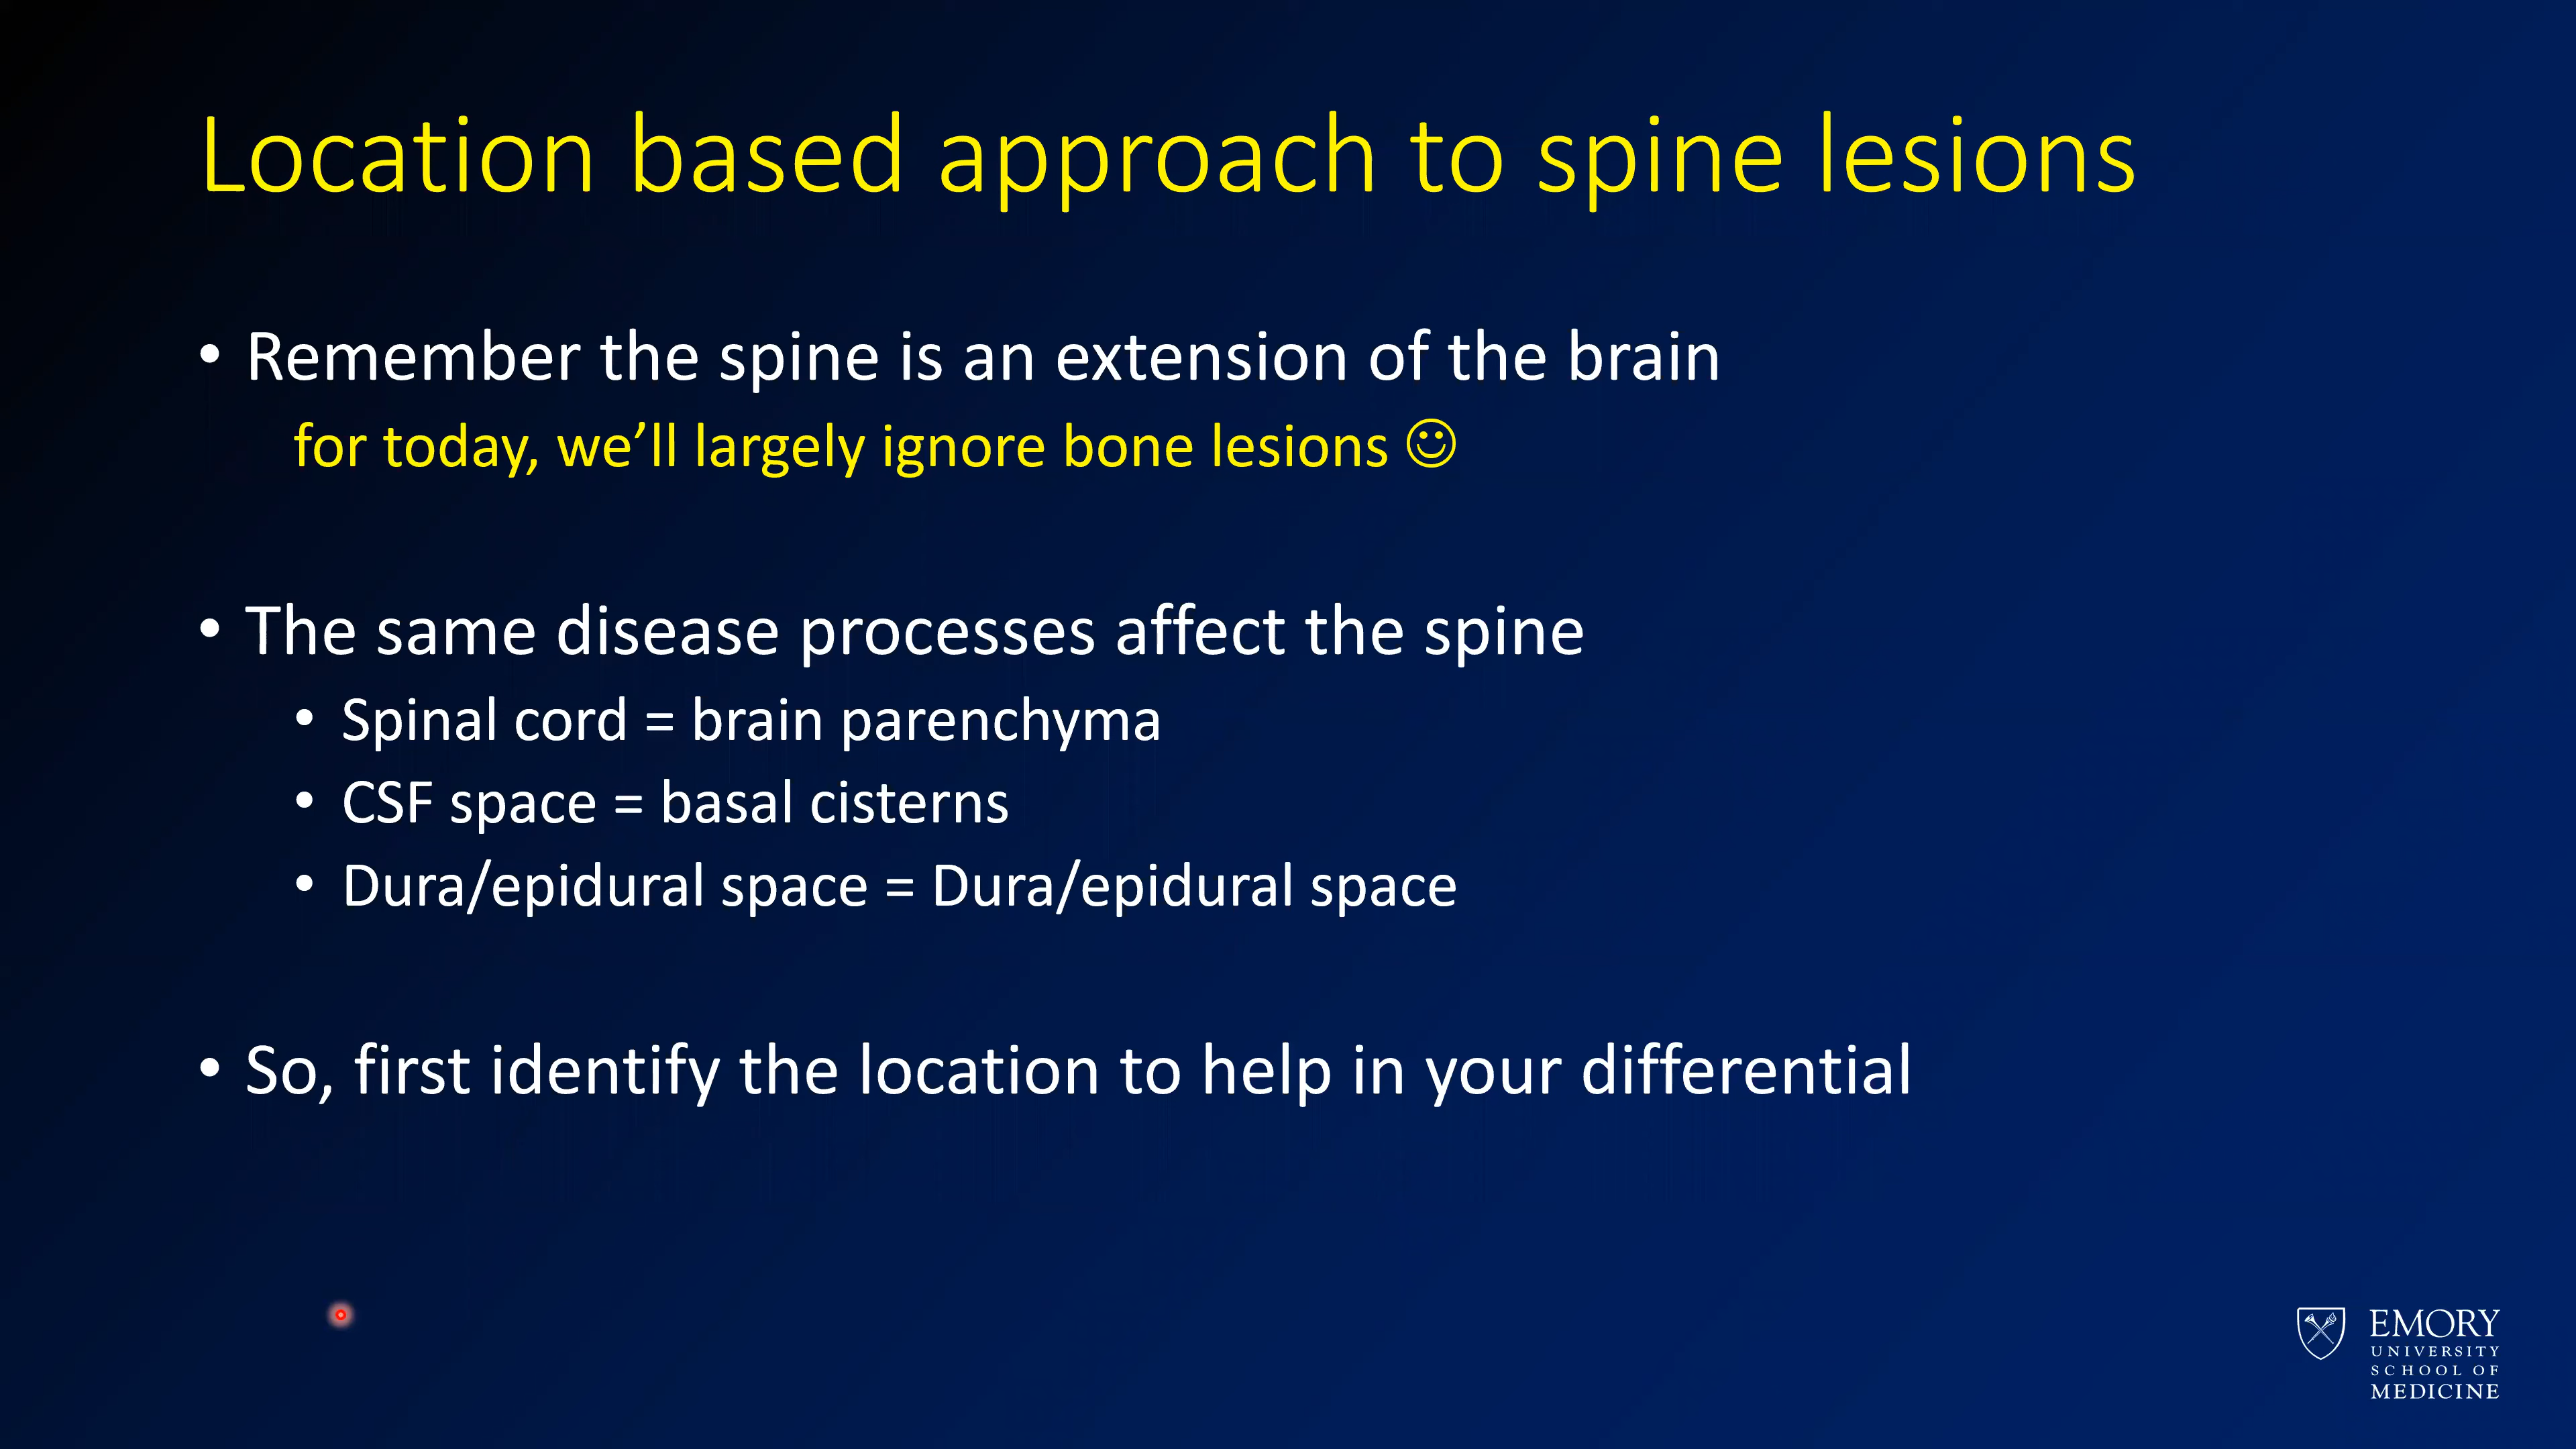 Location based approach to spine lesions
• Remember the spine is an extension of the brain
for today, we’ll largely ignore bone lesions ☺
• The same disease processes affect the spine
• Spinal cord = brain parenchyma
• CSF space = basal cisterns
• Dura/epidural space = Dura/epidural space
• So, first identify the location to help in your differential
EMORY
UNIVERSITY
SCHOOL OF
MEDICINE